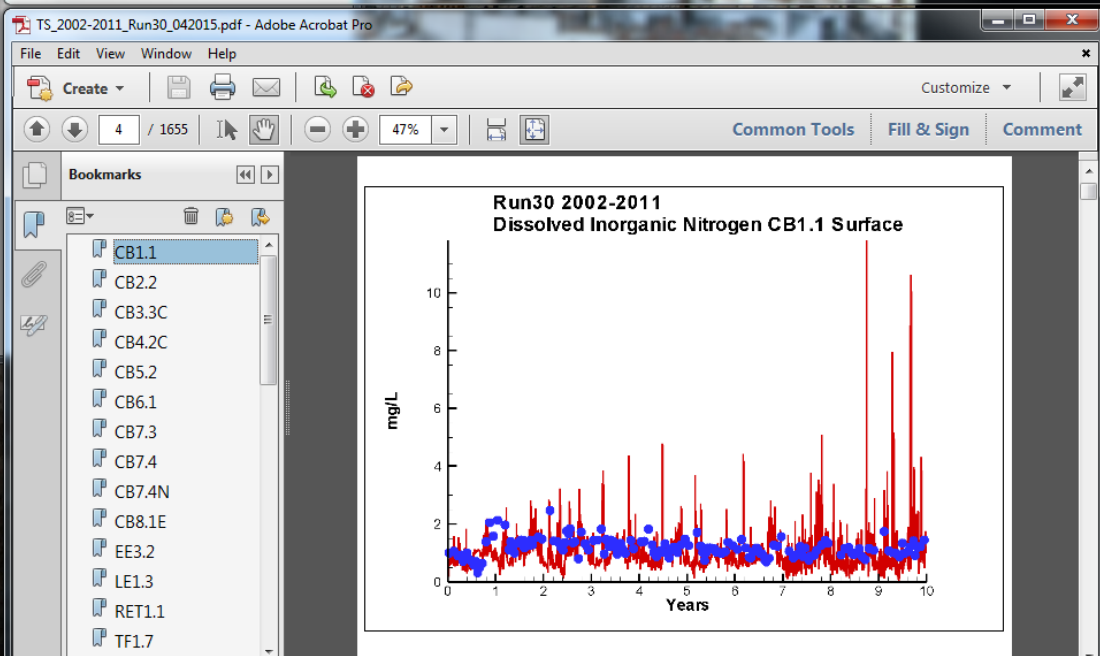 TS_2002-2011_Run30_042015.pdf - Adobe Acrobat Pro
File Edit View Window Help
Create Customize
4 / 1655 47% Common Tools Fill & Sign Comment
Bookmarks
CB1.1
CB2.2
CB3.3C
CB4.2C
CB5.2
CB6.1
CB7.3
CB7.4
CB7.4N
CB8.1E
EE3.2
LE1.3
RET1.1
TF1.7
Run30 2002-2011
Dissolved Inorganic Nitrogen CB1.1 Surface
mg/L
10
8
6
4
2
0
0 1 2 3 4 5 6 7 8 9 10
Years